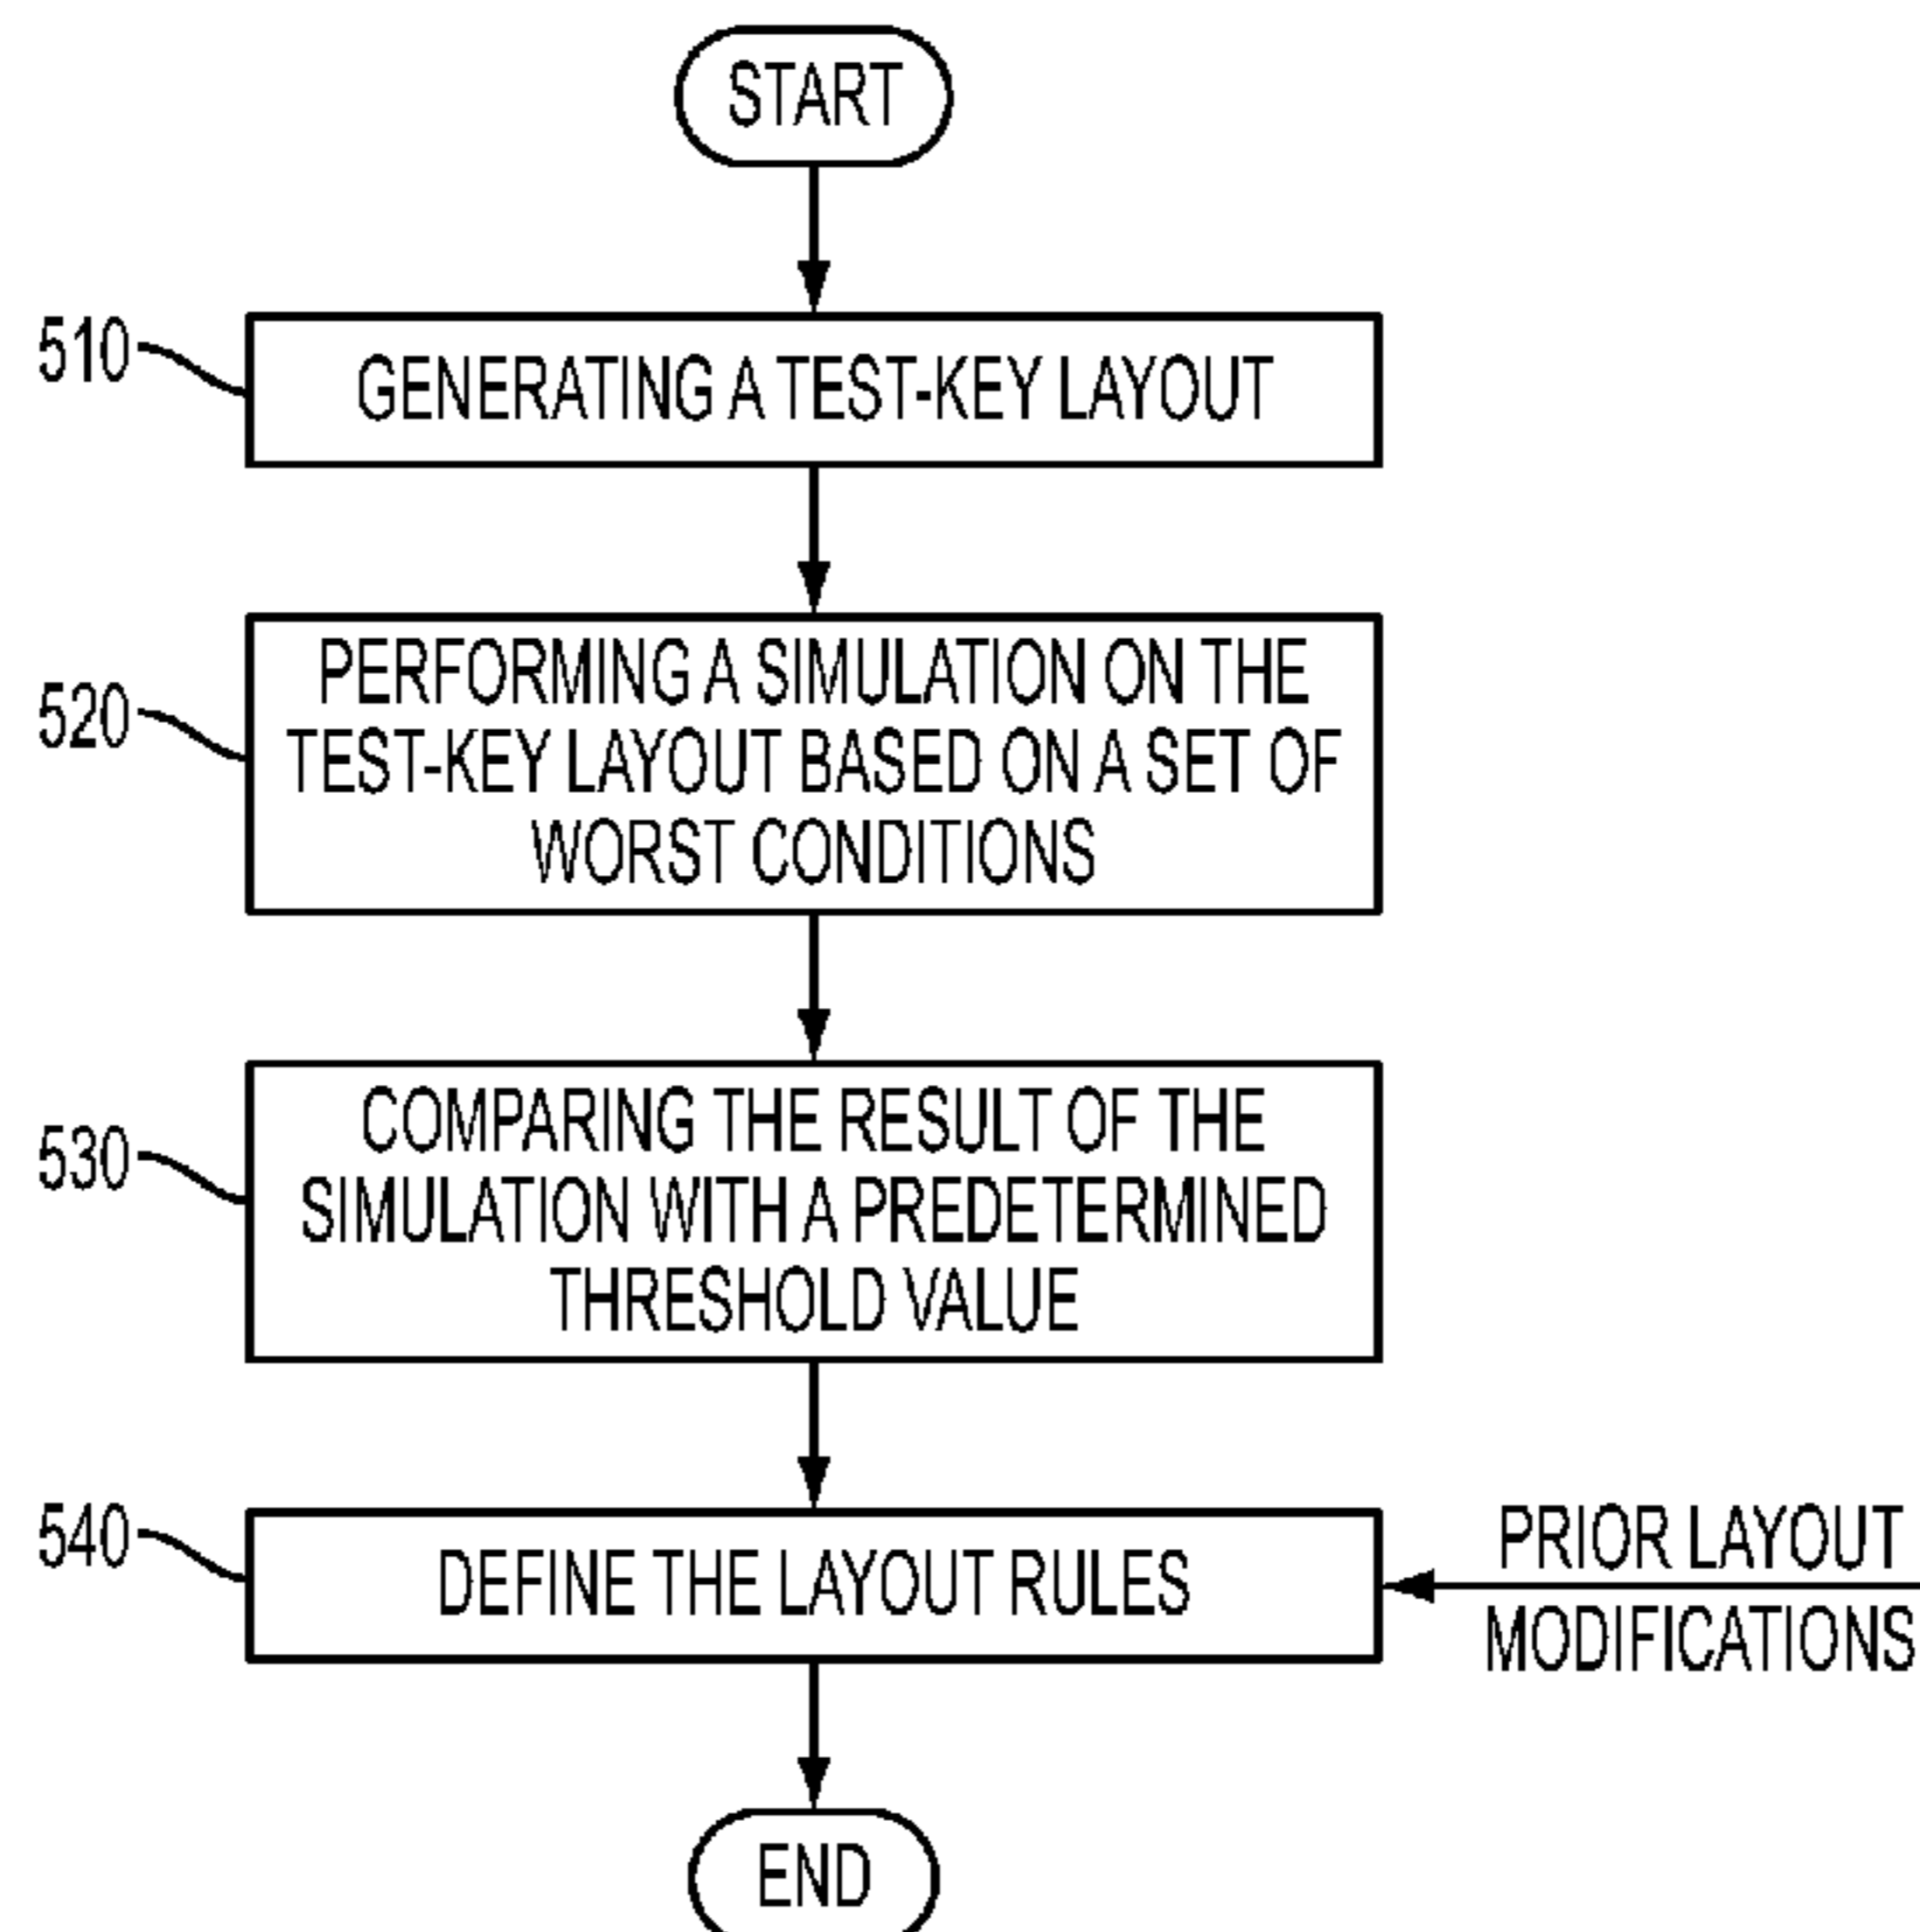 START
510
GENERATING A TEST-KEY LAYOUT
520
PERFORMING A SIMULATION ON THE
TEST-KEY LAYOUT BASED ON A SET OF
WORST CONDITIONS
530
COMPARING THE RESULT OF THE
SIMULATION WITH A PREDETERMINED
THRESHOLD VALUE
540
DEFINE THE LAYOUT RULES
PRIOR LAYOUT
MODIFICATIONS
END